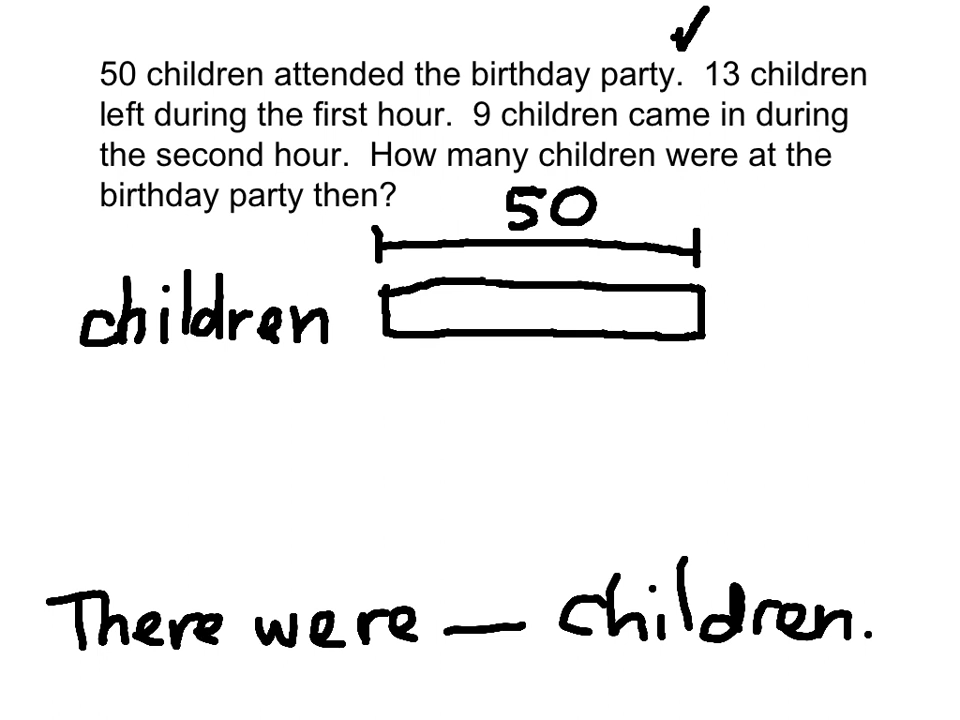 50 children attended the birthday party.  13 children
left during the first hour.  9 children came in during
the second hour.  How many children were at the
birthday party then?
50
children
There were __ children.